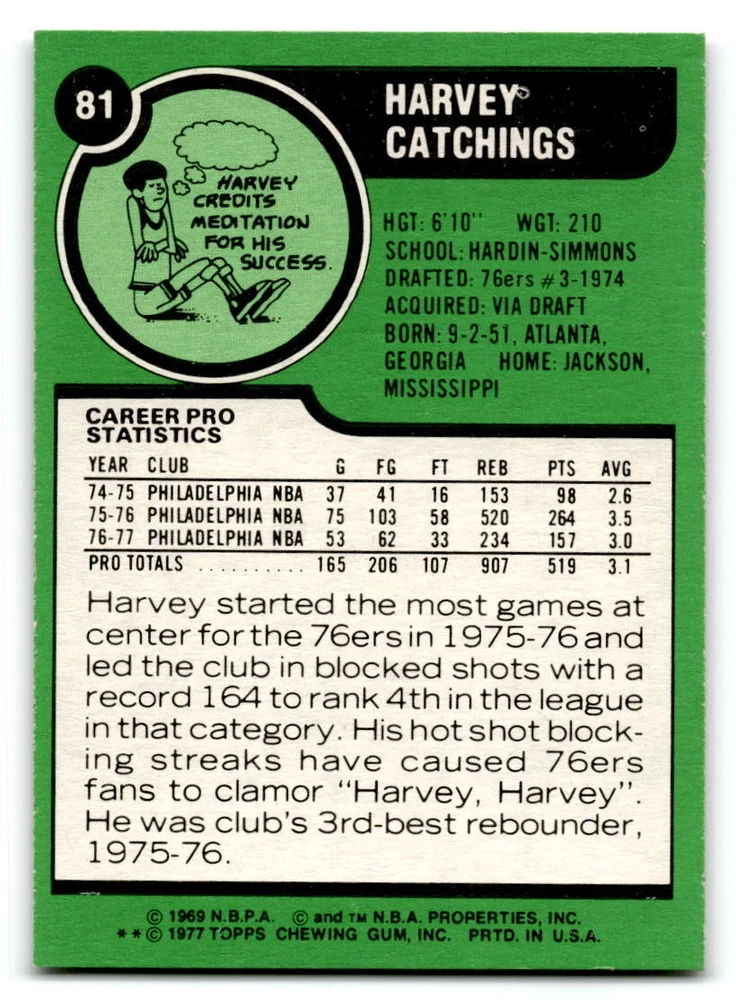 81
HARVEY
CATCHINGS
HARVEY
CREDITS
MEDITATION
FOR HIS
SUCCESS.
HGT: 6'10" WGT: 210
SCHOOL: HARDIN-SIMMONS
DRAFTED: 76ers #3-1974
ACQUIRED: VIA DRAFT
BORN: 9-2-51, ATLANTA,
GEORGIA HOME: JACKSON,
MISSISSIPPI
CAREER PRO
STATISTICS
YEAR CLUB G FG FT REB PTS AVG
74-75 PHILADELPHIA NBA 37 41 16 153 98 2.6
75-76 PHILADELPHIA NBA 75 103 58 520 264 3.5
76-77 PHILADELPHIA NBA 53 62 33 234 157 3.0
PRO TOTALS .......... 165 206 107 907 519 3.1
Harvey started the most games at
center for the 76ers in 1975-76 and
led the club in blocked shots with a
record 164 to rank 4th in the league
in that category. His hot shot block-
ing streaks have caused 76ers
fans to clamor "Harvey, Harvey".
He was club's 3rd-best rebounder,
1975-76.
© 1969 N.B.P.A. © and TM N.B.A. PROPERTIES, INC.
**© 1977 TOPPS CHEWING GUM, INC. PRTD. IN U.S.A.